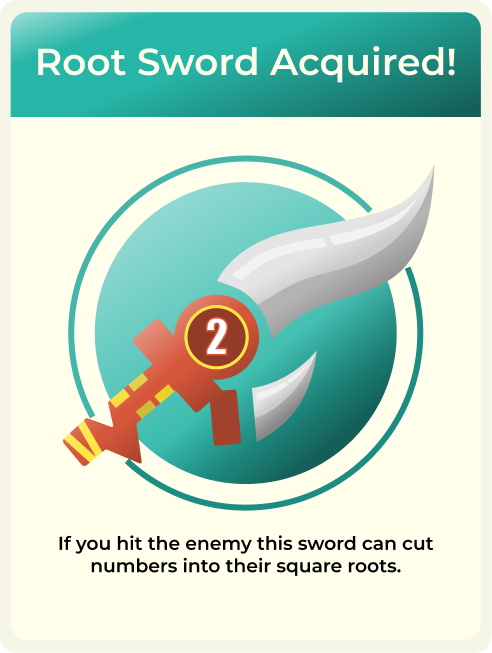 Root Sword Acquired!
2
If you hit the enemy this sword can cut
numbers into their square roots.